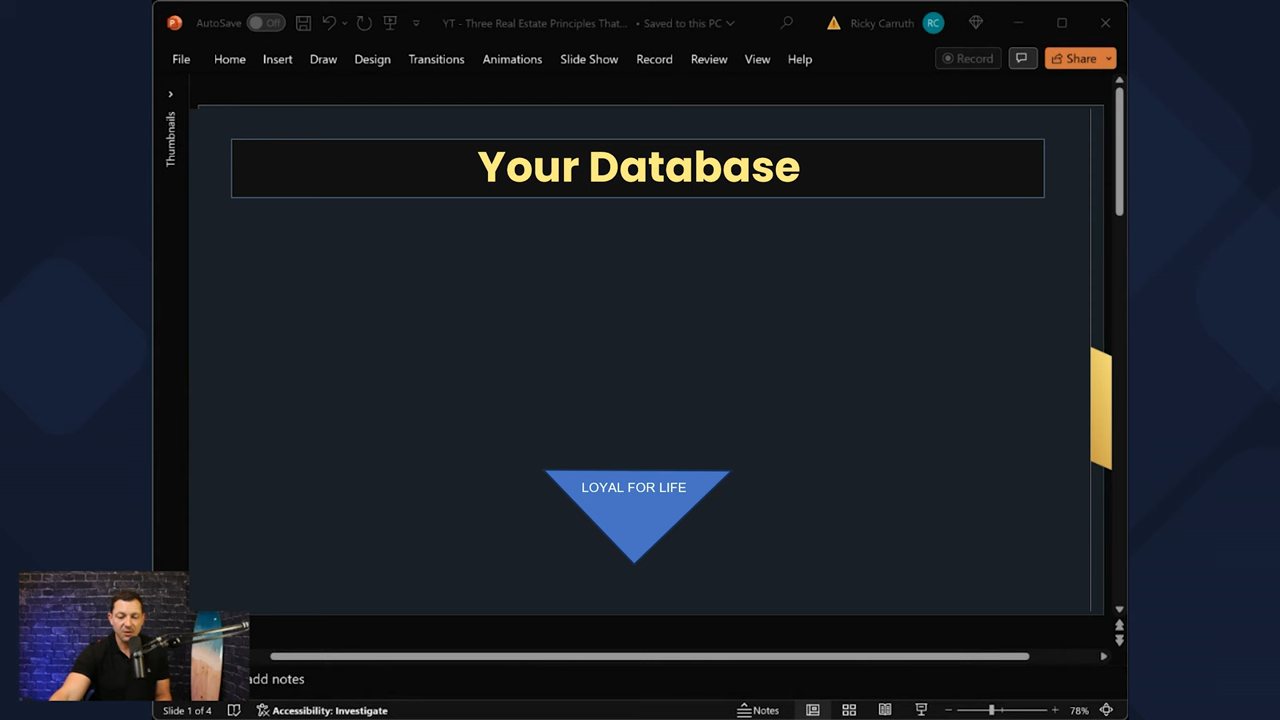 AutoSave Off YT - Three Real Estate Principles That... • Saved to this PC Ricky Carruth RC
File Home Insert Draw Design Transitions Animations Slide Show Record Review View Help Record Share
Thumbnails
Your Database
LOYAL FOR LIFE
add notes
Slide 1 of 4 Accessibility: Investigate Notes 78%